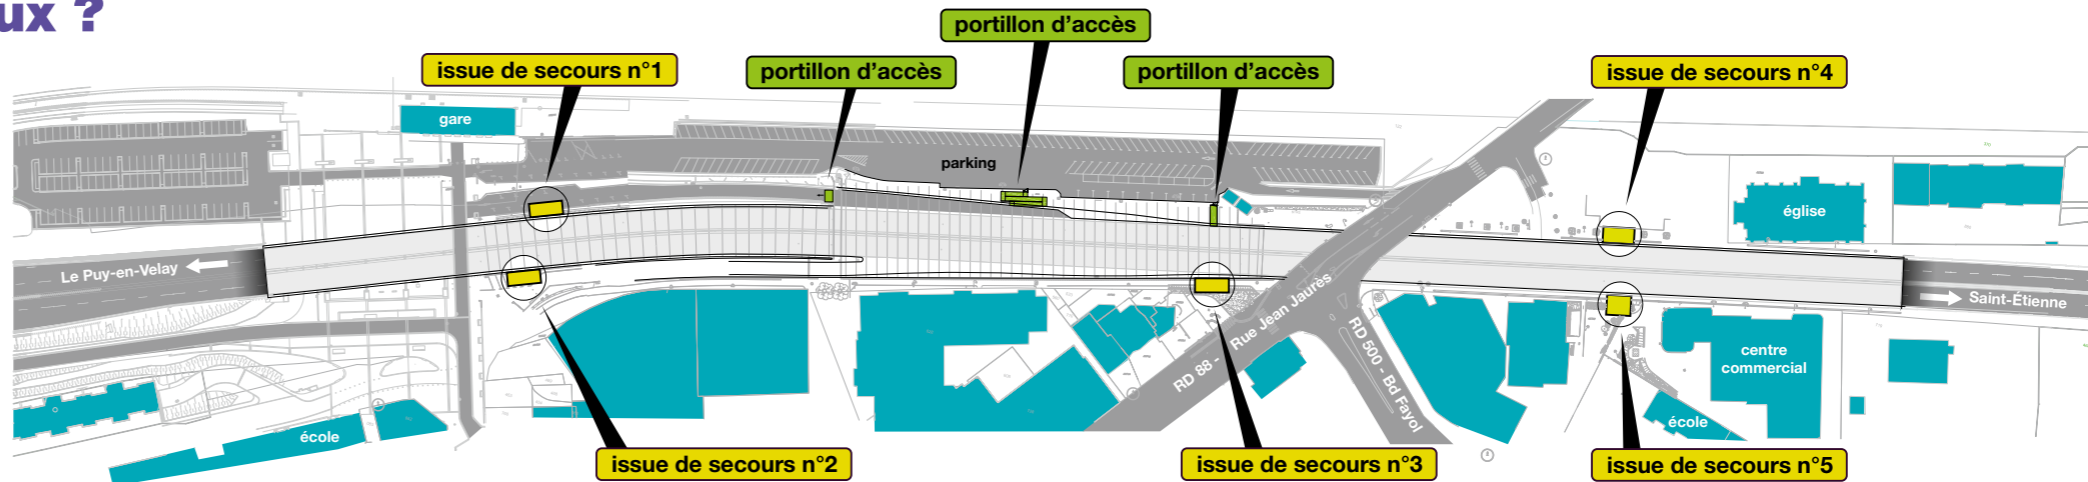 ux ?
portillon d'accès
issue de secours n°1
portillon d'accès
portillon d'accès
issue de secours n°4
gare
parking
église
Le Puy-en-Velay
Saint-Étienne
RD 88 - Rue Jean Jaurès
RD 500 - Bd Fayol
centre
commercial
école
école
issue de secours n°2
issue de secours n°3
issue de secours n°5